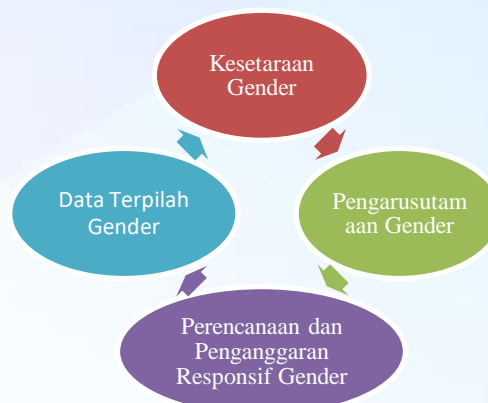 Kesetaraan
Gender
Data Terpilah
Gender
Pengarusutam
aan Gender
Perencanaan dan
Penganggaran
Responsif Gender